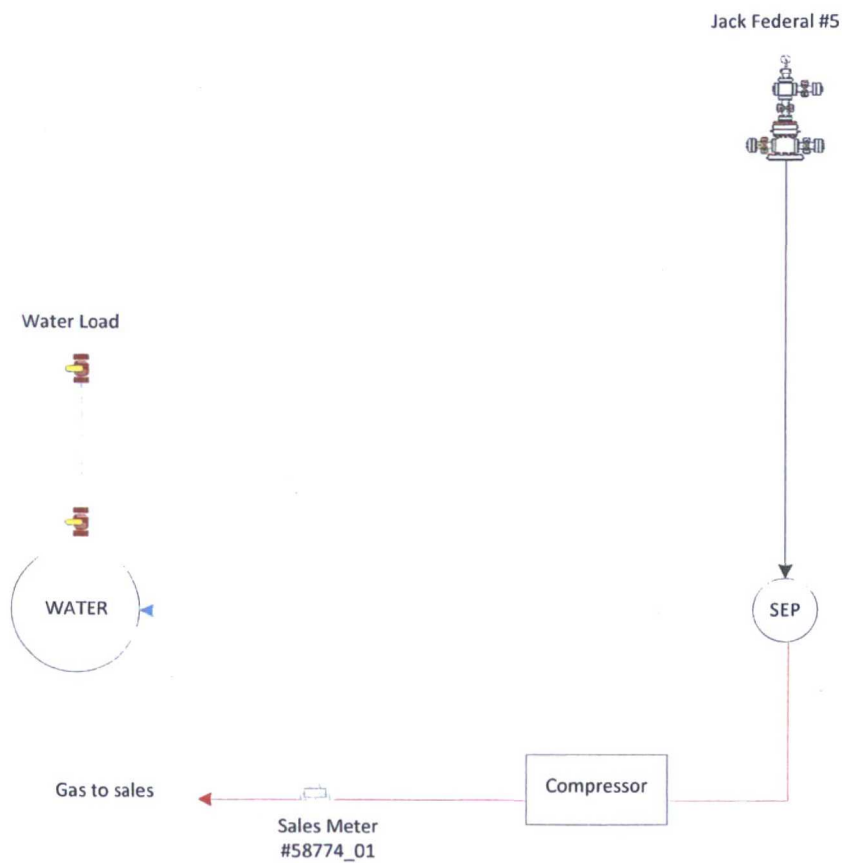 Jack Federal #5
Water Load
WATER
SEP
Compressor
Gas to sales
Sales Meter
#58774_01